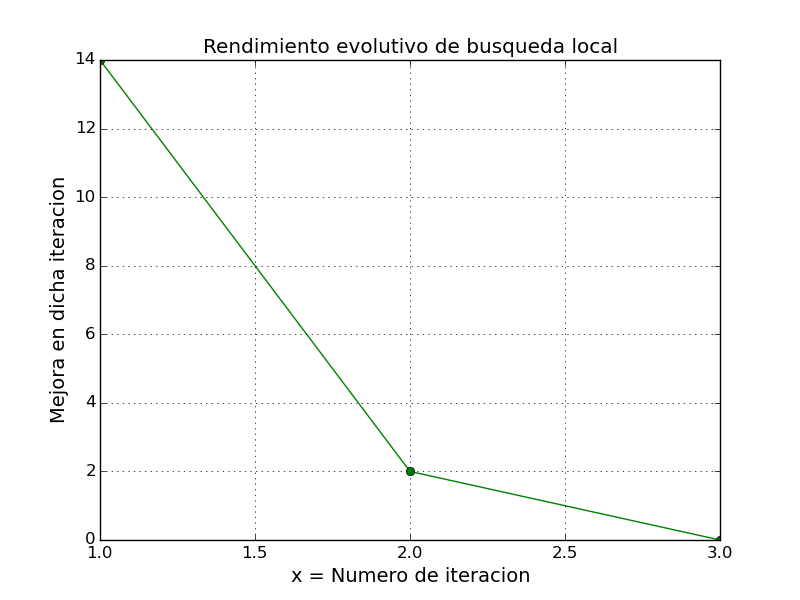 Rendimiento evolutivo de busqueda local
14
12
10
8
6
4
2
0
Mejora en dicha iteracion
1.0 1.5 2.0 2.5 3.0
x = Numero de iteracion